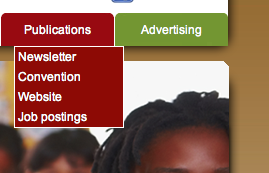 Publications Advertising
Newsletter
Convention
Website
Job postings